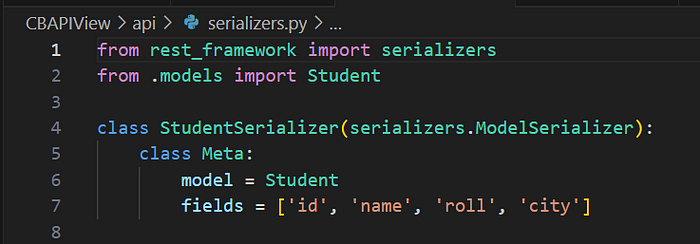 CBAPIView > api > serializers.py > ...
1 from rest_framework import serializers
2 from .models import Student
3
4 class StudentSerializer(serializers.ModelSerializer):
5     class Meta:
6         model = Student
7         fields = ['id', 'name', 'roll', 'city']
8